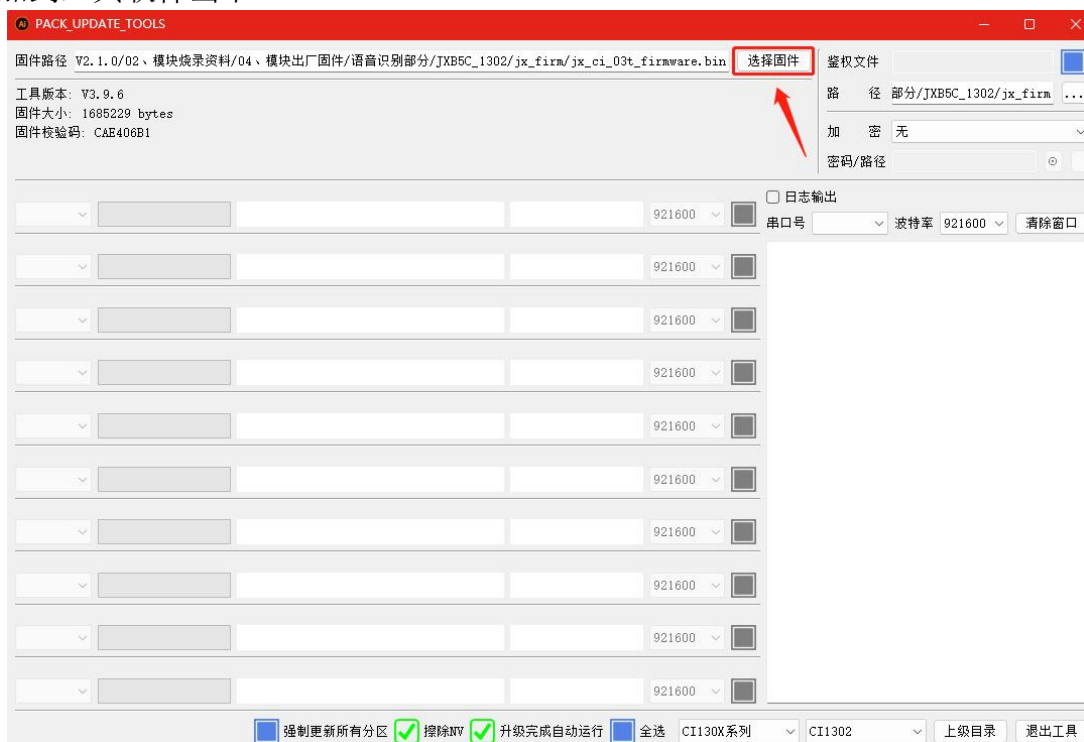 PACK_UPDATE_TOOLS
固件路径 V2.1.0/02、模块烧录资料/04、模块出厂固件/语音识别部分/JXB5C_1302/jx_firm/jx_ci_03t_firmware.bin 选择固件
鉴权文件
工具版本: V3.9.6
路 径 部分/JXB5C_1302/jx_firm ...
固件大小: 1685229 bytes
固件校验码: CAE406B1
加 密 无
密码/路径
日志输出
串口号 波特率 921600 清除窗口
921600
921600
921600
921600
921600
921600
921600
921600
921600
921600
强制更新所有分区 擦除NV 升级完成自动运行 全选 CI130X系列 CI1302 上级目录 退出工具